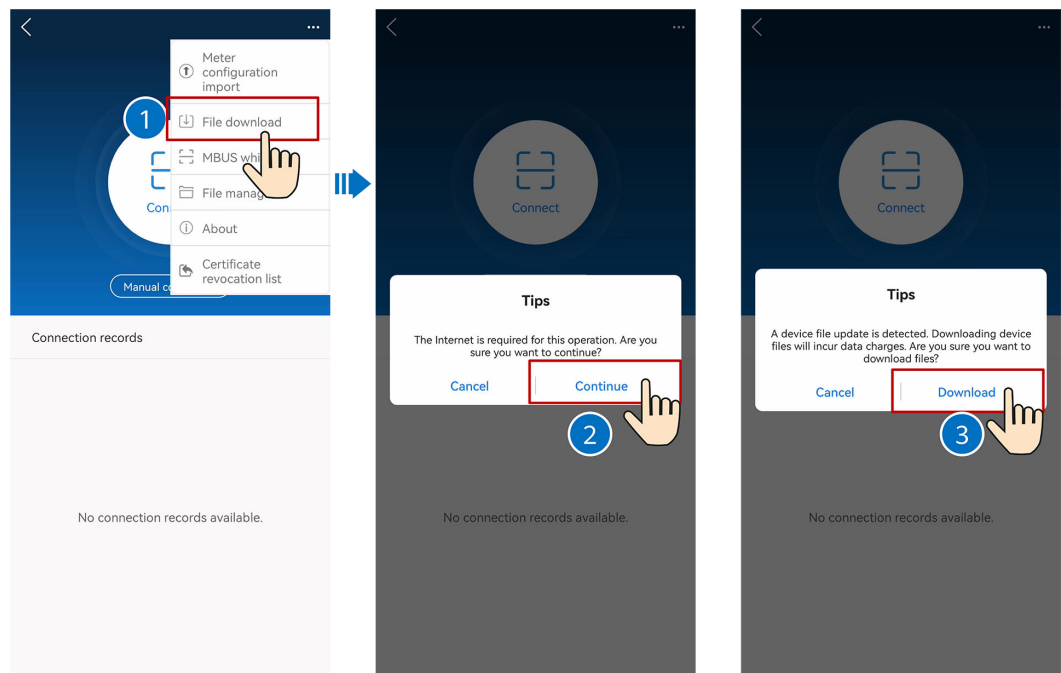 Meter
configuration
import
1
File download
MBUS whi
File manag
Con
About
Certificate
revocation list
Manual co
Connection records
No connection records available.
Connect
Tips
The Internet is required for this operation. Are you
sure you want to continue?
Cancel
Continue
2
No connection records available.
Connect
Tips
A device file update is detected. Downloading device
files will incur data charges. Are you sure you want to
download files?
Cancel
Download
3
No connection records available.